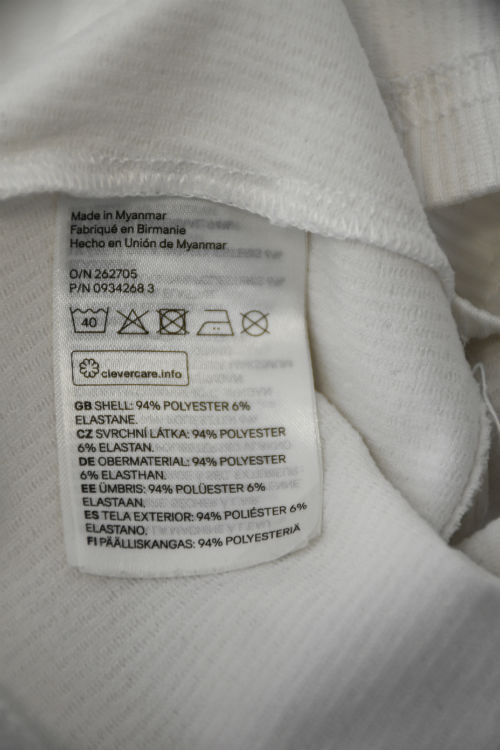 Made in Myanmar
Fabriqué en Birmanie
Hecho en Unión de Myanmar
O/N 262705
P/N 0934268 3
40
clevercare.info
GB SHELL: 94% POLYESTER 6%
ELASTANE.
CZ SVRCHNÍ LÁTKA: 94% POLYESTER
6% ELASTAN.
DE OBERMATERIAL: 94% POLYESTER
6% ELASTHAN.
EE ÜMBRIS: 94% POLÜESTER 6%
ELASTAAN.
ES TELA EXTERIOR: 94% POLIÉSTER 6%
ELASTANO.
FI PÄÄLLISKANGAS: 94% POLYESTERIÄ